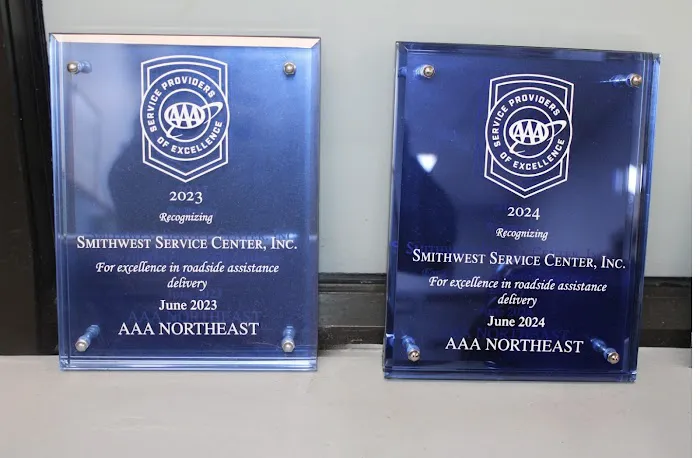 SERVICE PROVIDERS
AAA
OF EXCELLENCE
2023
Recognizing
SMITHWEST SERVICE CENTER, INC.
For excellence in roadside assistance
delivery
June 2023
AAA NORTHEAST
SERVICE PROVIDERS
AAA
OF EXCELLENCE
2024
Recognizing
SMITHWEST SERVICE CENTER, INC.
For excellence in roadside assistance
delivery
June 2024
AAA NORTHEAST